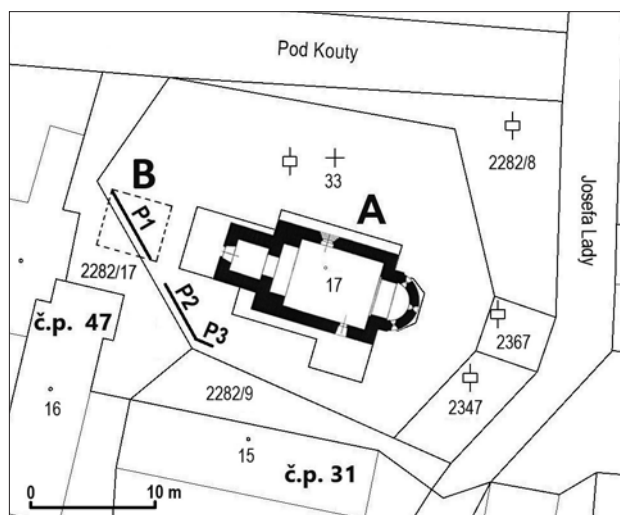 Pod Kouty
Josefa Lady
2282/8
33
A
B
P1
17
2282/17
P2
P3
č.p. 47
2367
16
2347
2282/9
15
č.p. 31
0 10 m